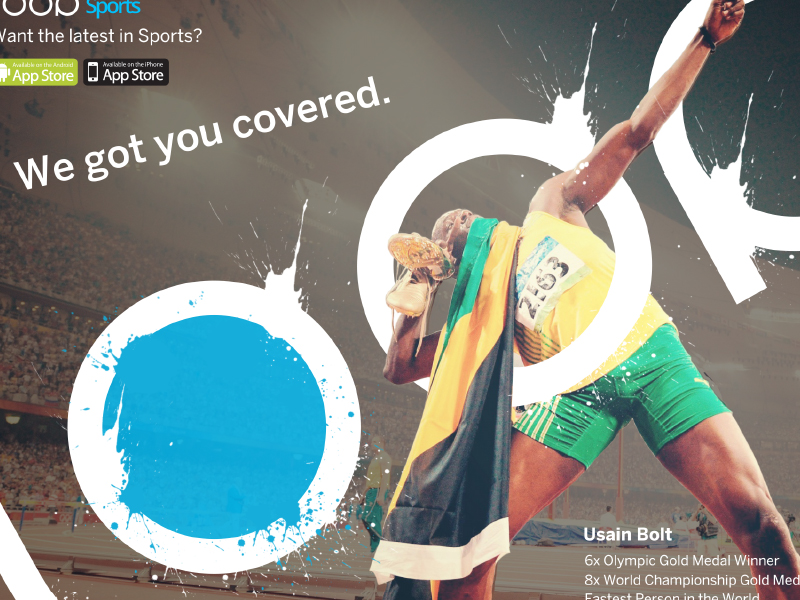 Sports
Want the latest in Sports?
Available on the Android
App Store
Available on the iPhone
App Store
We got you covered.
2163
Usain Bolt
6x Olympic Gold Medal Winner
8x World Championship Gold Med
Fastest Person in the World